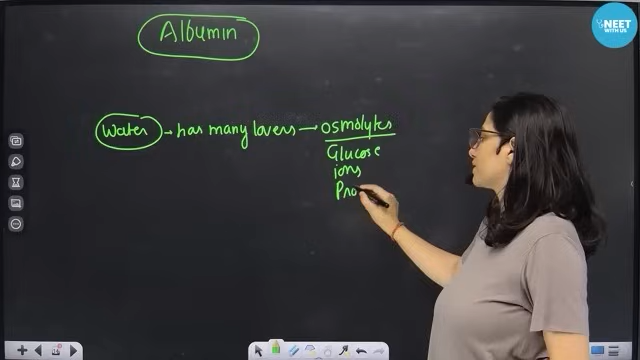 NEET
WITH US
Albumin
Water → has many lovers → osmolytes
Glucose
ions
Pro